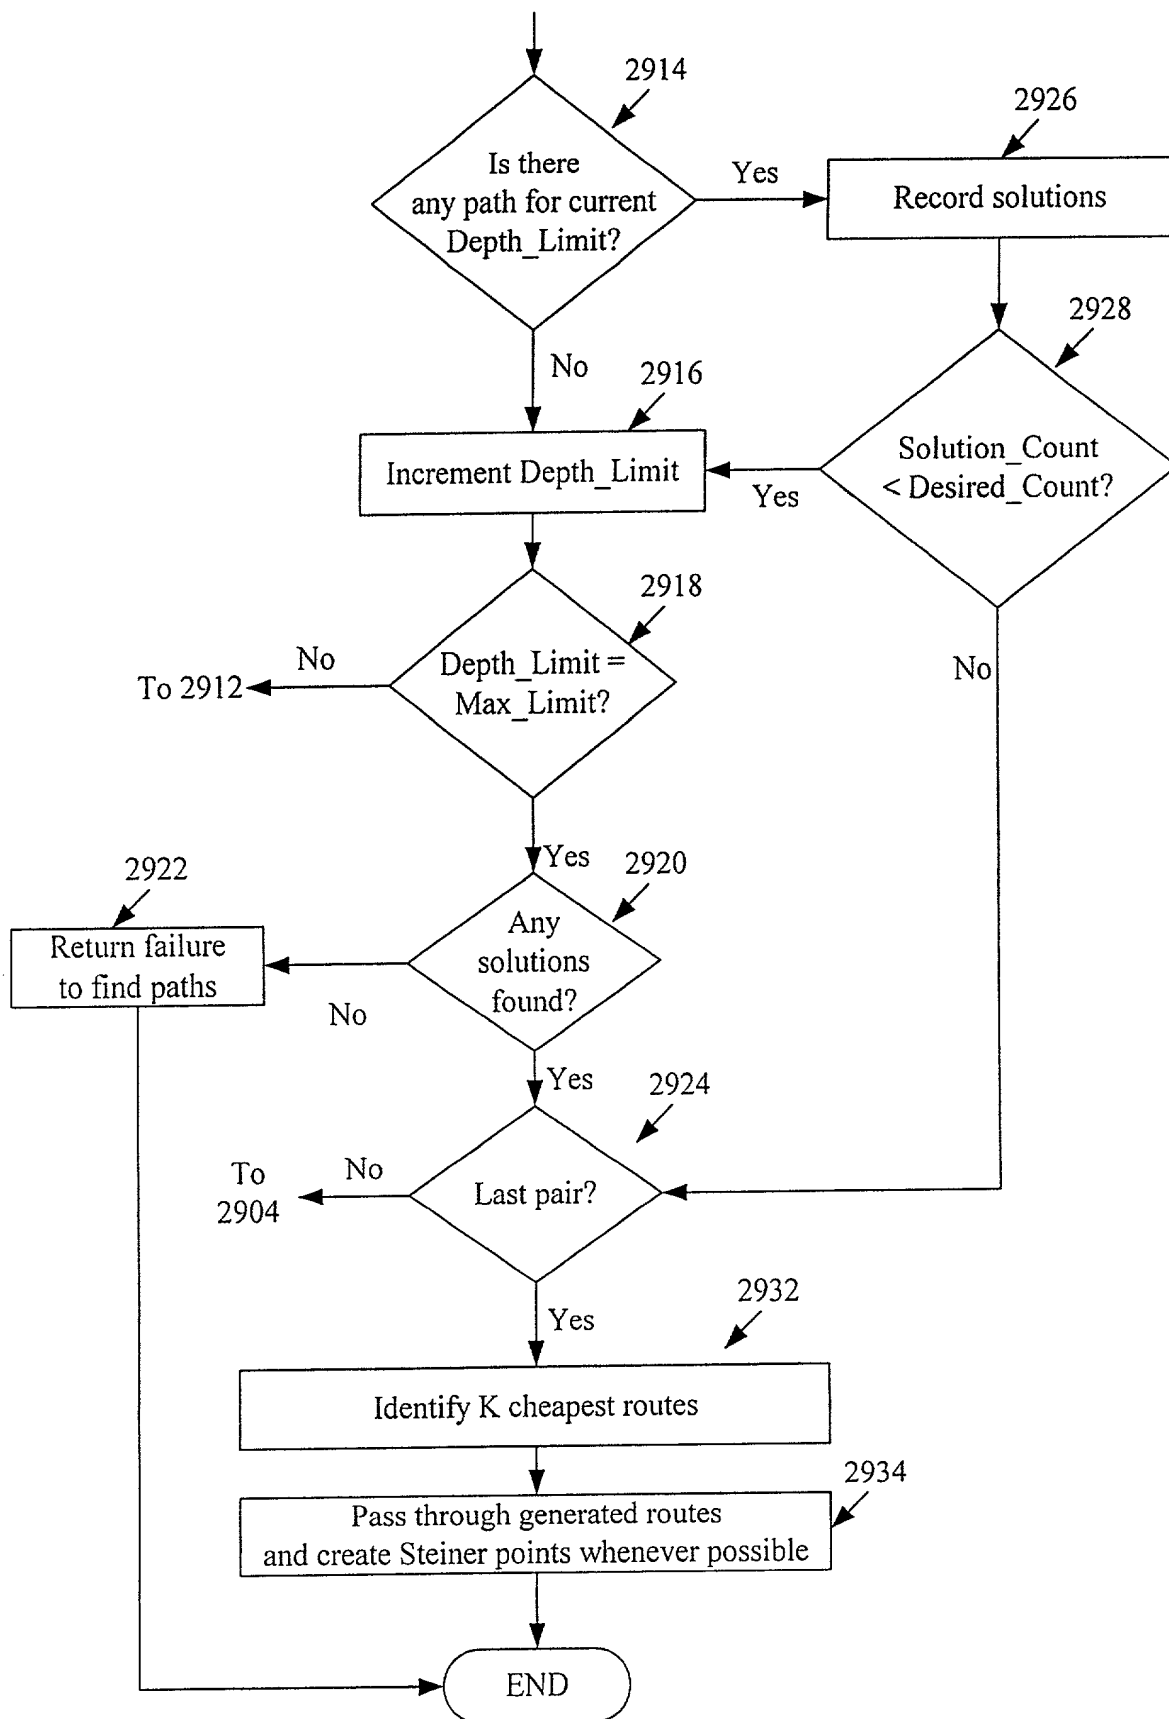 2914
2926
Is there
any path for current
Depth_Limit?
Yes
Record solutions
2928
No
2916
Increment Depth_Limit
Yes
Solution_Count
< Desired_Count?
2918
No
To 2912
Depth_Limit =
Max_Limit?
No
Yes
2922
2920
Return failure
to find paths
Any
solutions
found?
No
Yes
2924
To
2904
No
Last pair?
2932
Yes
Identify K cheapest routes
2934
Pass through generated routes
and create Steiner points whenever possible
END